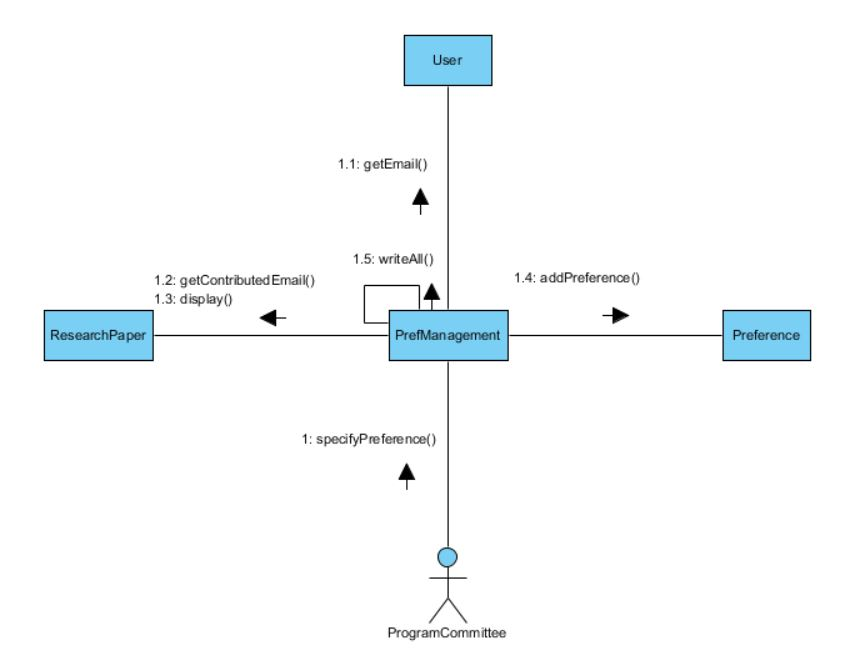 User
1.1: getEmail()
1.5: writeAll()
1.2: getContributedEmail()
1.3: display()
1.4: addPreference()
ResearchPaper
PrefManagement
Preference
1: specifyPreference()
ProgramCommittee